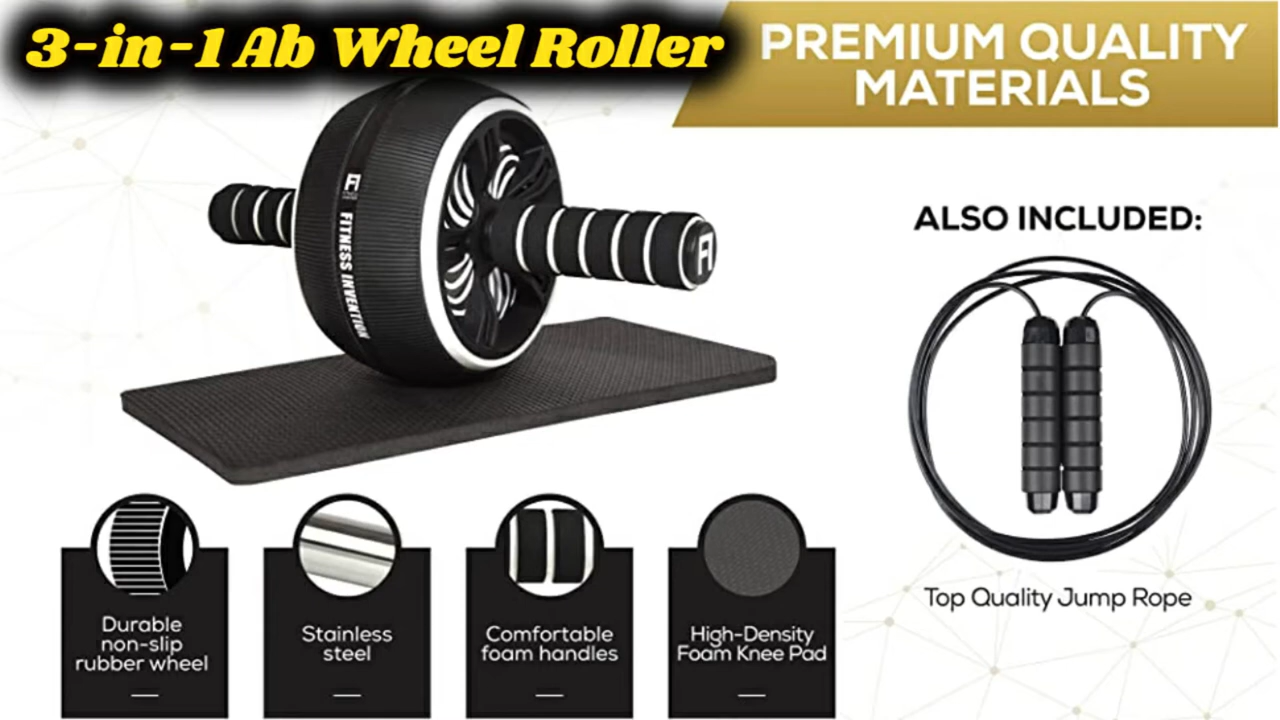 3-in-1 Ab Wheel Roller
PREMIUM QUALITY
MATERIALS
FITNESS INVENTION
ALSO INCLUDED:
Top Quality Jump Rope
Durable
non-slip
rubber wheel
Stainless
steel
Comfortable
foam handles
High-Density
Foam Knee Pad